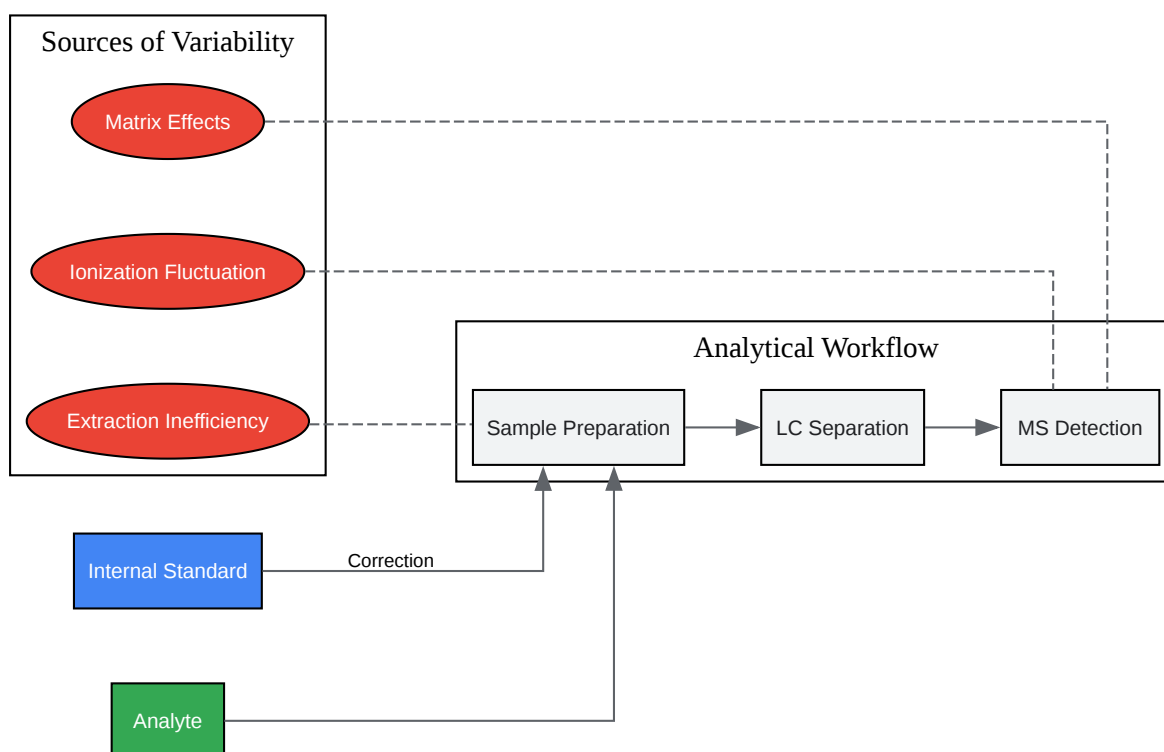 Sources of Variability
Matrix Effects
Ionization Fluctuation
Extraction Inefficiency
Analytical Workflow
Sample Preparation
LC Separation
MS Detection
Internal Standard
Correction
Analyte